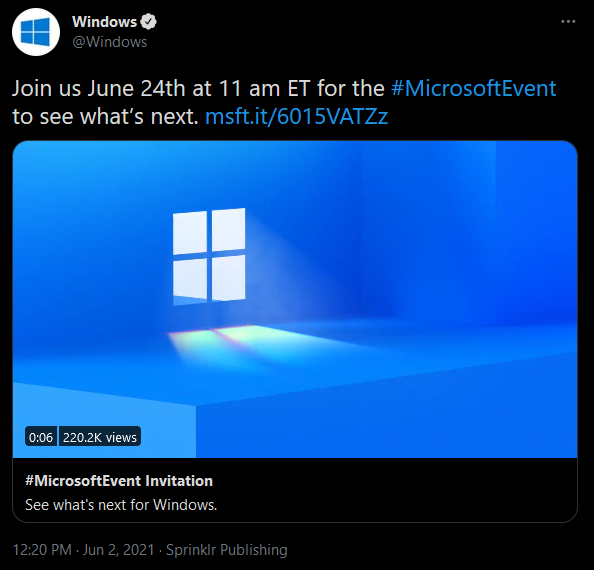 Windows
@Windows
Join us June 24th at 11 am ET for the #MicrosoftEvent
to see what’s next. msft.it/6015VATZz
0:06 220.2K views
#MicrosoftEvent Invitation
See what's next for Windows.
12:20 PM · Jun 2, 2021 · Sprinklr Publishing